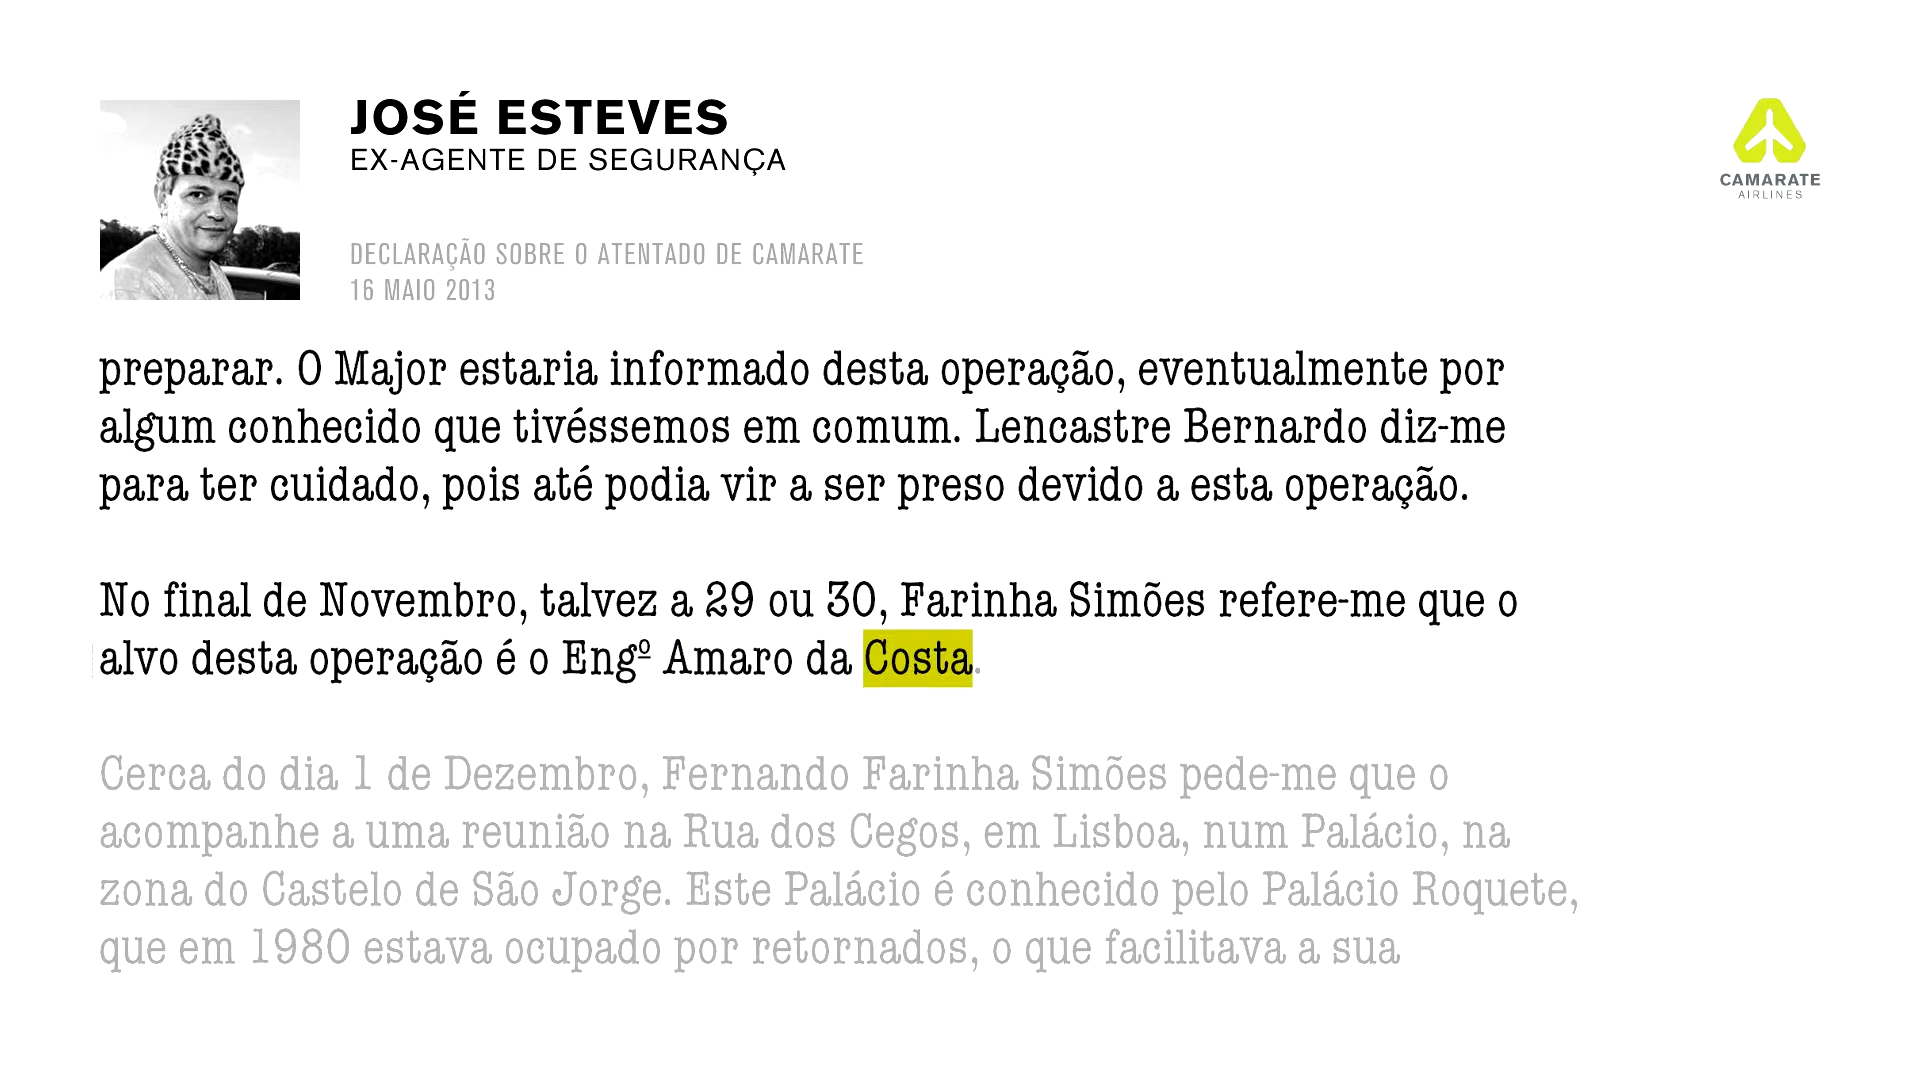 JOSÉ ESTEVES
EX-AGENTE DE SEGURANÇA
CAMARATE
AIRLINES
DECLARAÇÃO SOBRE O ATENTADO DE CAMARATE
16 MAIO 2013
preparar. O Major estaria informado desta operação, eventualmente por
algum conhecido que tivéssemos em comum. Lencastre Bernardo diz-me
para ter cuidado, pois até podia vir a ser preso devido a esta operação.
No final de Novembro, talvez a 29 ou 30, Farinha Simões refere-me que o
alvo desta operação é o Engº Amaro da Costa.
Cerca do dia 1 de Dezembro, Fernando Farinha Simões pede-me que o
acompanhe a uma reunião na Rua dos Cegos, em Lisboa, num Palácio, na
zona do Castelo de São Jorge. Este Palácio é conhecido pelo Palácio Roquete,
que em 1980 estava ocupado por retornados, o que facilitava a sua